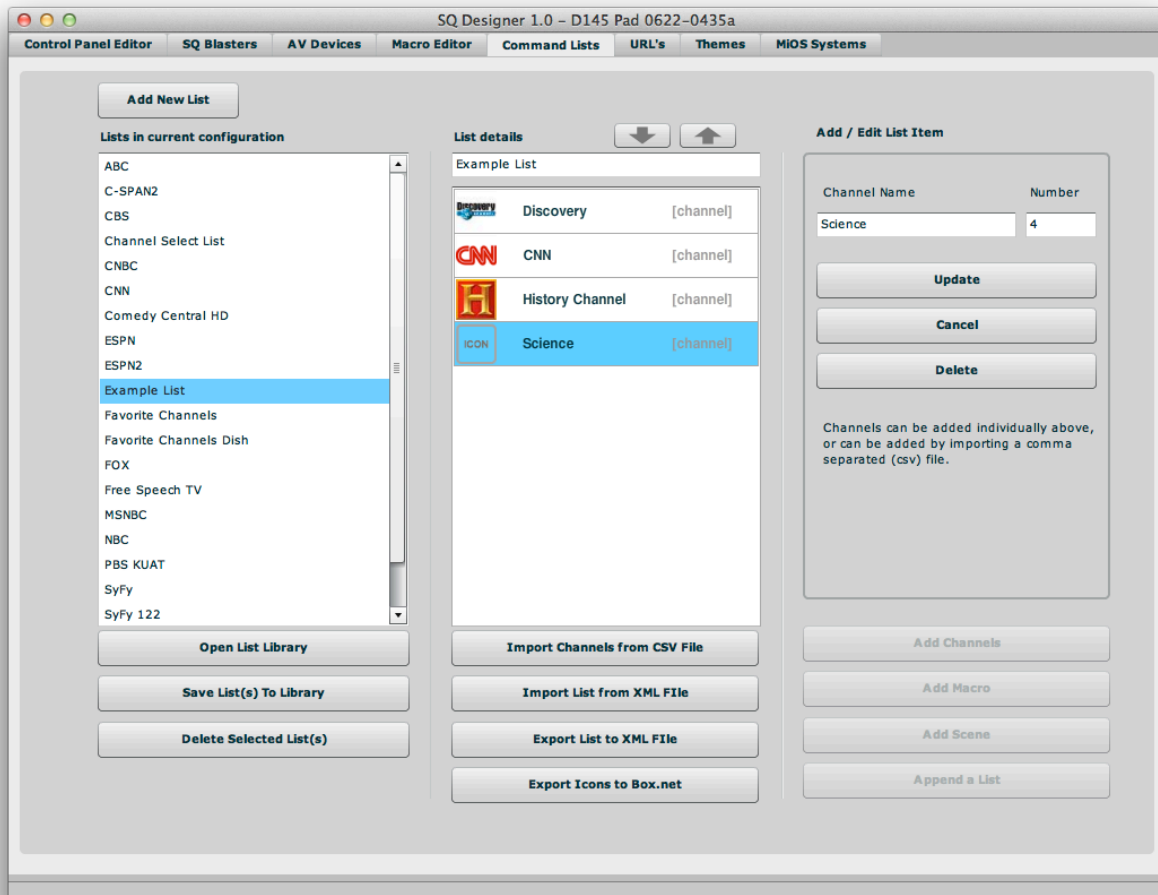 SQ Designer 1.0 – D145 Pad 0622–0435a
Control Panel Editor
SQ Blasters
AV Devices
Macro Editor
Command Lists
URL's
Themes
MiOS Systems
Add New List
Lists in current configuration
ABC
C-SPAN2
CBS
Channel Select List
CNBC
CNN
Comedy Central HD
ESPN
ESPN2
Example List
Favorite Channels
Favorite Channels Dish
FOX
Free Speech TV
MSNBC
NBC
PBS KUAT
SyFy
SyFy 122
Open List Library
Save List(s) To Library
Delete Selected List(s)
List details
Example List
Discovery
Discovery [channel]
CNN
CNN [channel]
H
History Channel [channel]
ICON
Science [channel]
Import Channels from CSV File
Import List from XML FIle
Export List to XML FIle
Export Icons to Box.net
Add / Edit List Item
Channel Name Number
Science 4
Update
Cancel
Delete
Channels can be added individually above,
or can be added by importing a comma
separated (csv) file.
Add Channels
Add Macro
Add Scene
Append a List